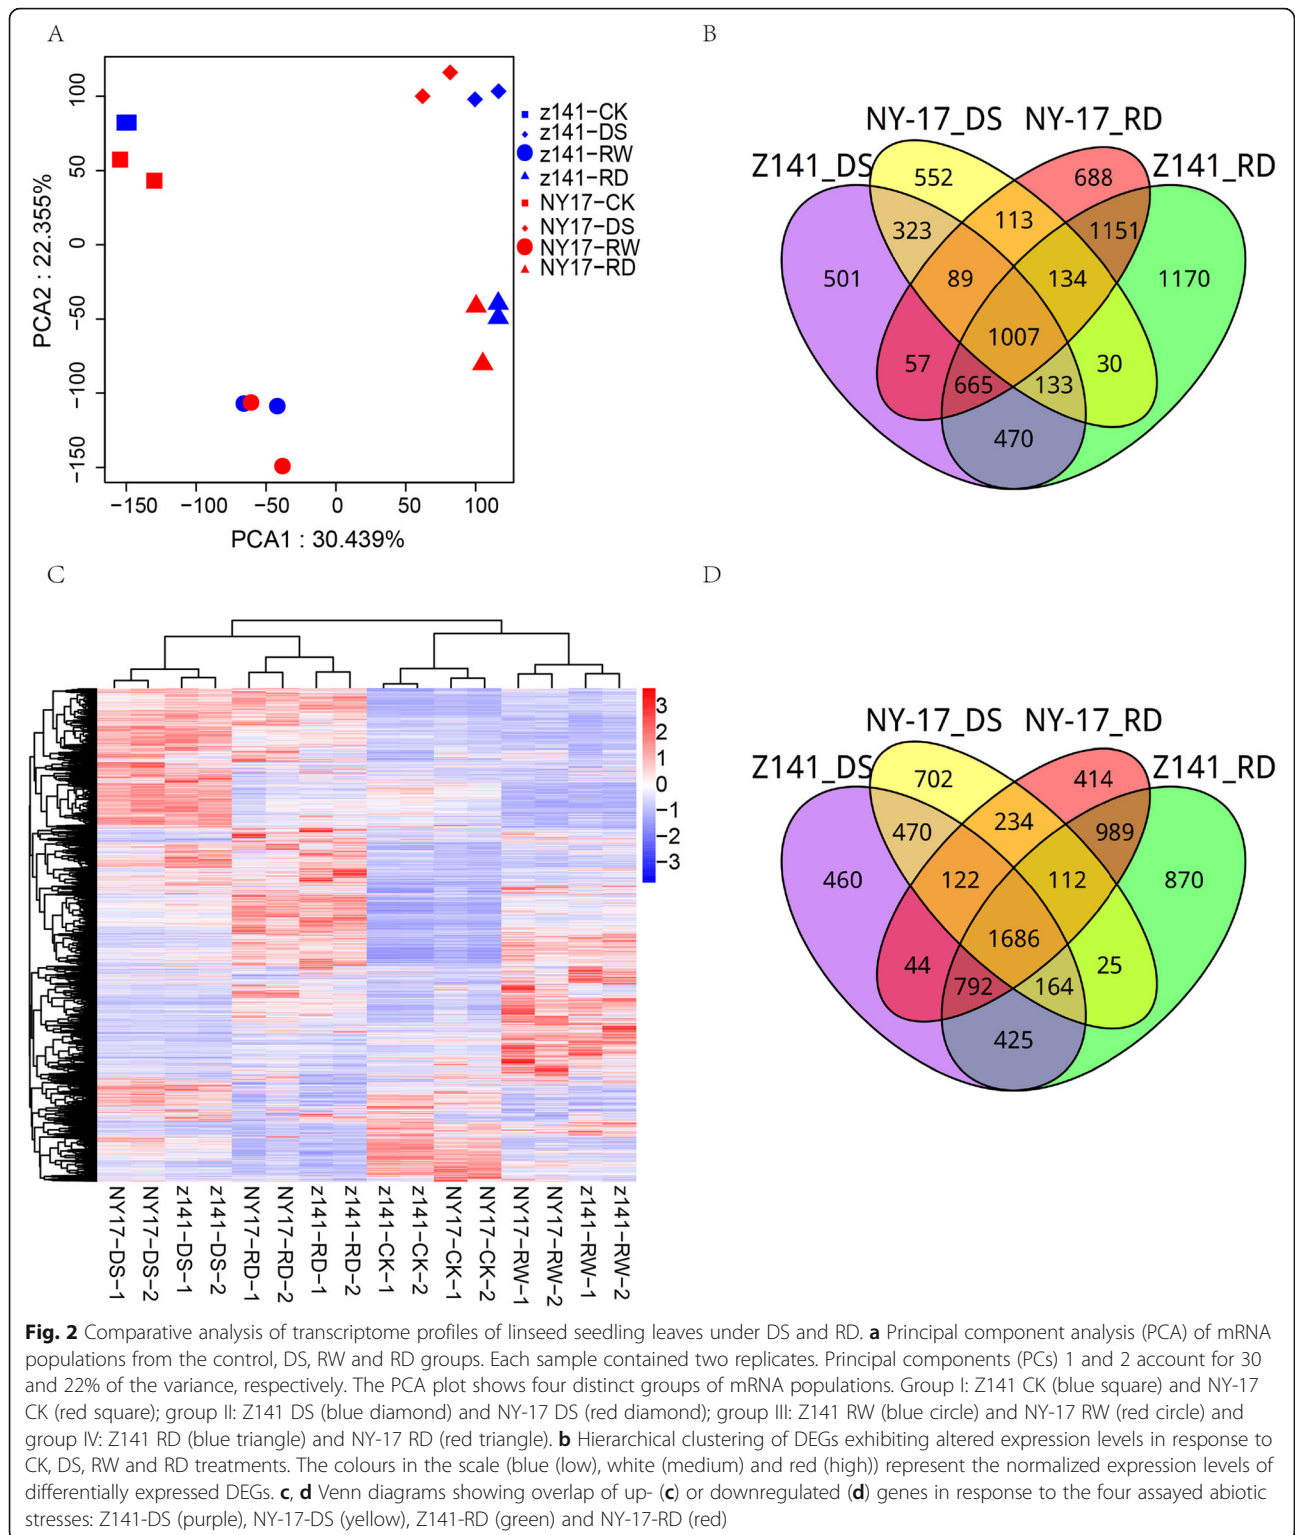 A
100
50
0
−50
−100
−150
PCA2 : 22.355%
−150 −100 −50 0 50 100
PCA1 : 30.439%
z141−CK
z141−DS
z141−RW
z141−RD
NY17−CK
NY17−DS
NY17−RW
NY17−RD
B
NY-17_DS NY-17_RD
Z141_DS Z141_RD
552 688
323 113 1151
501 89 134 1170
1007
57 665 133 30
470
C
3
2
1
0
−1
−2
−3
NY17−DS−1
NY17−DS−2
z141−DS−1
z141−DS−2
NY17−RD−1
NY17−RD−2
z141−RD−1
z141−RD−2
z141−CK−1
z141−CK−2
NY17−CK−1
NY17−CK−2
NY17−RW−1
NY17−RW−2
z141−RW−1
z141−RW−2
D
NY-17_DS NY-17_RD
Z141_DS Z141_RD
702 414
470 234 989
460 122 112 870
1686
44 792 164 25
425
Fig. 2 Comparative analysis of transcriptome profiles of linseed seedling leaves under DS and RD. a Principal component analysis (PCA) of mRNA
populations from the control, DS, RW and RD groups. Each sample contained two replicates. Principal components (PCs) 1 and 2 account for 30
and 22% of the variance, respectively. The PCA plot shows four distinct groups of mRNA populations. Group I: Z141 CK (blue square) and NY-17
CK (red square); group II: Z141 DS (blue diamond) and NY-17 DS (red diamond); group III: Z141 RW (blue circle) and NY-17 RW (red circle) and
group IV: Z141 RD (blue triangle) and NY-17 RD (red triangle). b Hierarchical clustering of DEGs exhibiting altered expression levels in response to
CK, DS, RW and RD treatments. The colours in the scale (blue (low), white (medium) and red (high)) represent the normalized expression levels of
differentially expressed DEGs. c, d Venn diagrams showing overlap of up- (c) or downregulated (d) genes in response to the four assayed abiotic
stresses: Z141-DS (purple), NY-17-DS (yellow), Z141-RD (green) and NY-17-RD (red)